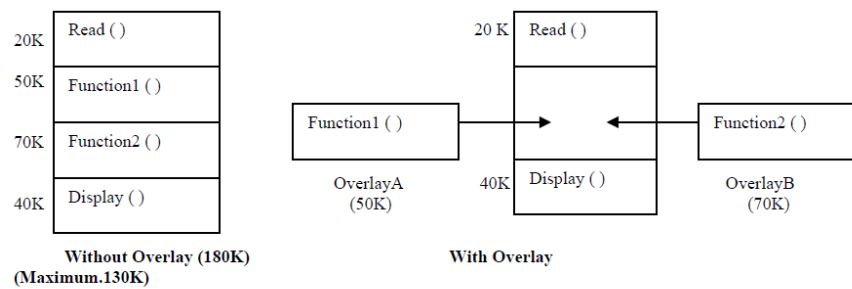 20K Read ( )
50K Function1 ( )
70K Function2 ( )
40K Display ( )
Without Overlay (180K)
(Maximum.130K)
20 K Read ( )
Function1 ( )
OverlayA
(50K)
Function2 ( )
OverlayB
(70K)
40K Display ( )
With Overlay